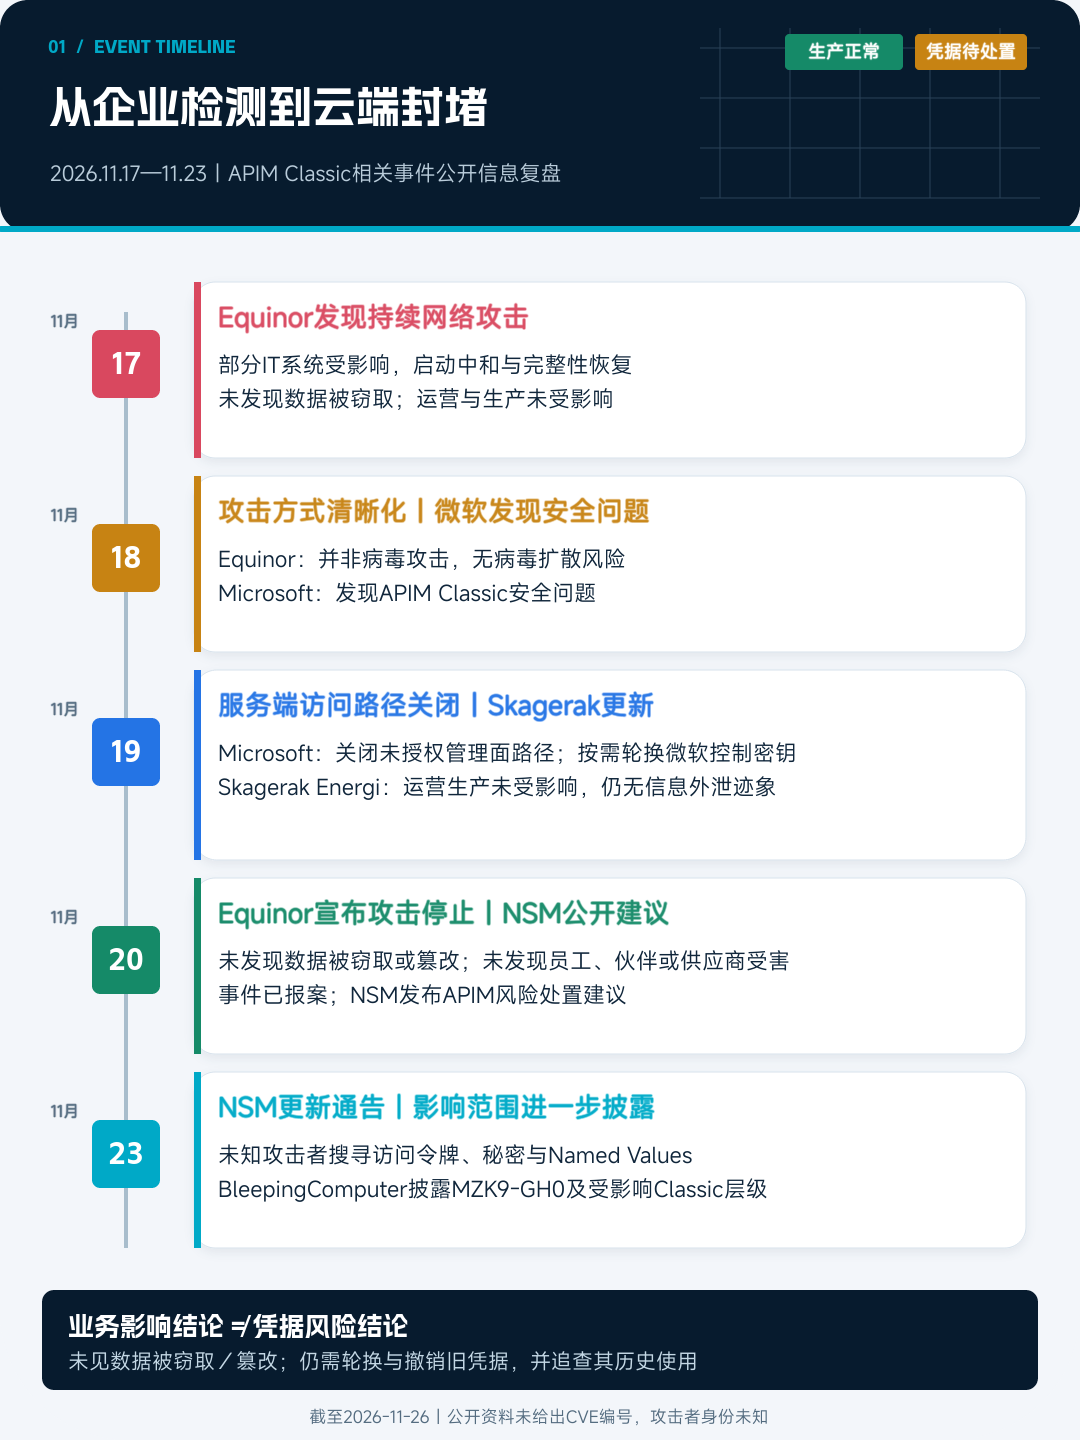 01 / EVENT TIMELINE
生产正常
凭据待处置
从企业检测到云端封堵
2026.11.17—11.23丨APIM Classic相关事件公开信息复盘
11月
17
Equinor发现持续网络攻击
部分IT系统受影响，启动中和与完整性恢复
未发现数据被窃取；运营与生产未受影响
11月
18
攻击方式清晰化丨微软发现安全问题
Equinor：并非病毒攻击，无病毒扩散风险
Microsoft：发现APIM Classic安全问题
11月
19
服务端访问路径关闭丨Skagerak更新
Microsoft：关闭未授权管理面路径；按需轮换微软控制密钥
Skagerak Energi：运营生产未受影响，仍无信息外泄迹象
11月
20
Equinor宣布攻击停止丨NSM公开建议
未发现数据被窃取或篡改；未发现员工、伙伴或供应商受害
事件已报案；NSM发布APIM风险处置建议
11月
23
NSM更新通告丨影响范围进一步披露
未知攻击者搜寻访问令牌、秘密与Named Values
BleepingComputer披露MZK9-GH0及受影响Classic层级
业务影响结论 ≠ 凭据风险结论
未见数据被窃取／篡改；仍需轮换与撤销旧凭据，并追查其历史使用
截至2026-11-26丨公开资料未给出CVE编号，攻击者身份未知